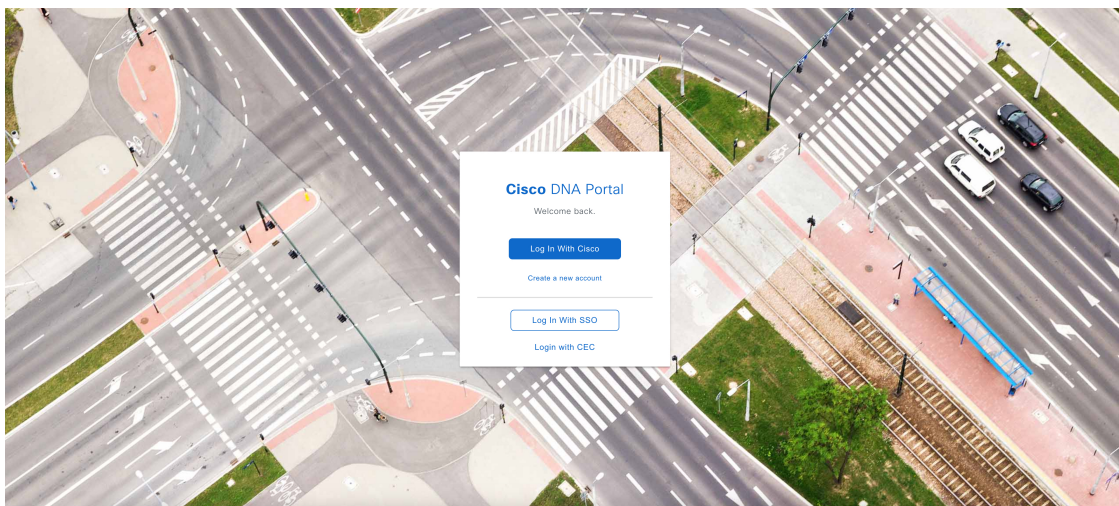 Cisco DNA Portal
Welcome back.
Log In With Cisco
Create a new account
Log In With SSO
Login with CEC